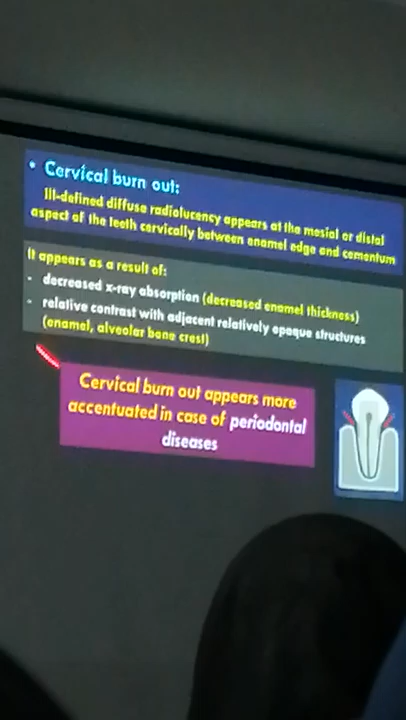 • Cervical burn out:
Ill-defined diffuse radiolucency appears at the mesial or distal
aspect of the teeth cervically between enamel edge and cementum
It appears as a result of:
- decreased x-ray absorption (decreased enamel thickness)
- relative contrast with adjacent relatively opaque structures
(enamel, alveolar bone crest)
Cervical burn out appears more
accentuated in case of periodontal
diseases